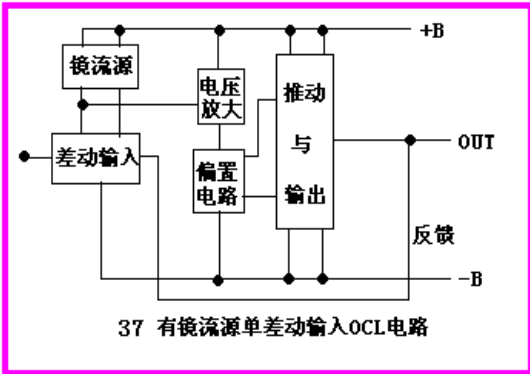 +B
镜流源
电压
放大
推动
与
输出
差动输入
偏置
电路
OUT
反馈
-B
37 有镜流源单差动输入OCL电路